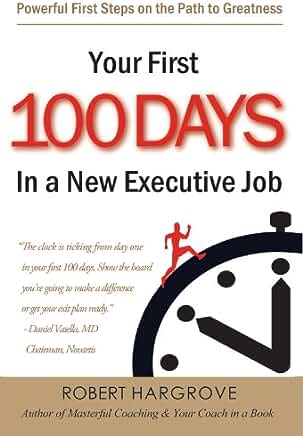 Powerful First Steps on the Path to Greatness
Your First
100 DAYS
In a New Executive Job
"The clock is ticking from day one
in your first 100 days. Show the board
you're going to make a difference
or get your exit plan ready."
- Daniel Vasella, MD
Chairman, Novartis
ROBERT HARGROVE
Author of Masterful Coaching & Your Coach in a Book